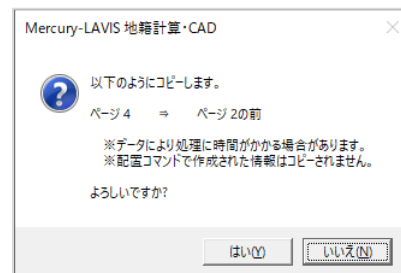 Mercury-LAVIS 地籍計算・CAD
以下のようにコピーします。
ページ 4 ⇒ ページ 2の前
※データにより処理に時間がかかる場合があります。
※配置コマンドで作成された情報はコピーされません。
よろしいですか?
はい(Y) いいえ(N)